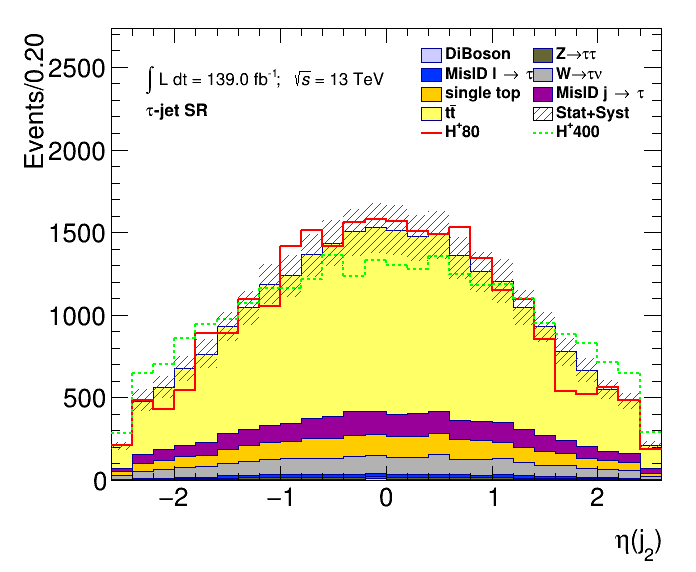 Events/0.20
2500
2000
1500
1000
500
0
∫ L dt = 139.0 fb⁻¹; √s = 13 TeV
τ-jet SR
DiBoson Z→ττ
MisID l → τ W→τν
single top MisID j → τ
tt̄ Stat+Syst
H⁺80 H⁺400
−2 −1 0 1 2
η(j₂)